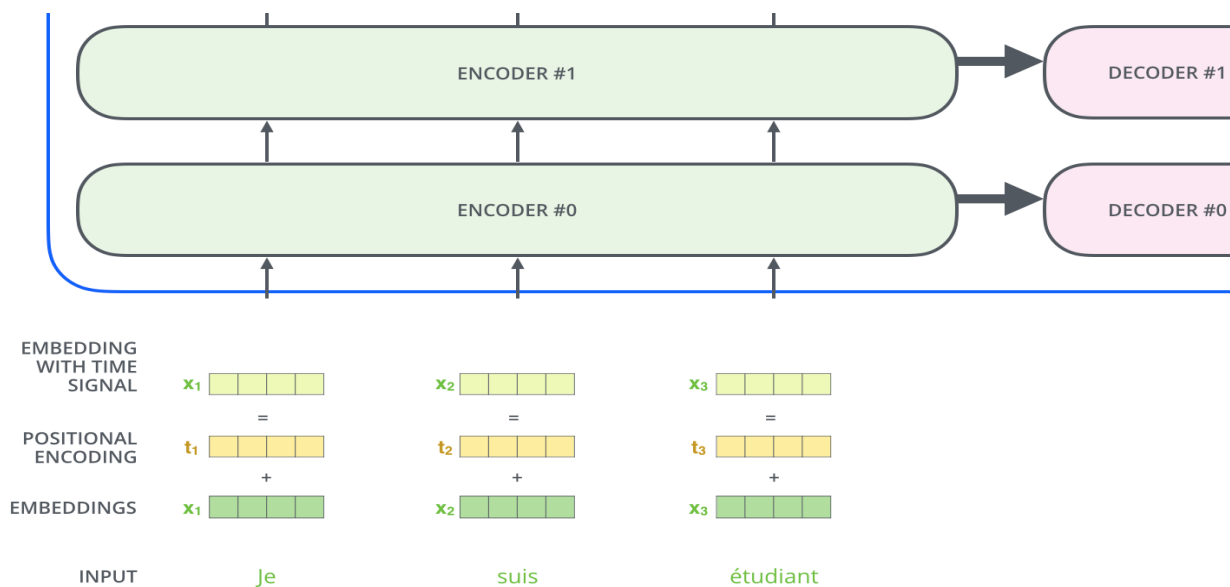 ENCODER #1
DECODER #1
ENCODER #0
DECODER #0
EMBEDDING
WITH TIME
SIGNAL
x₁
x₂
x₃
=
=
=
POSITIONAL
ENCODING
t₁
t₂
t₃
+
+
+
EMBEDDINGS
x₁
x₂
x₃
INPUT
Je
suis
étudiant